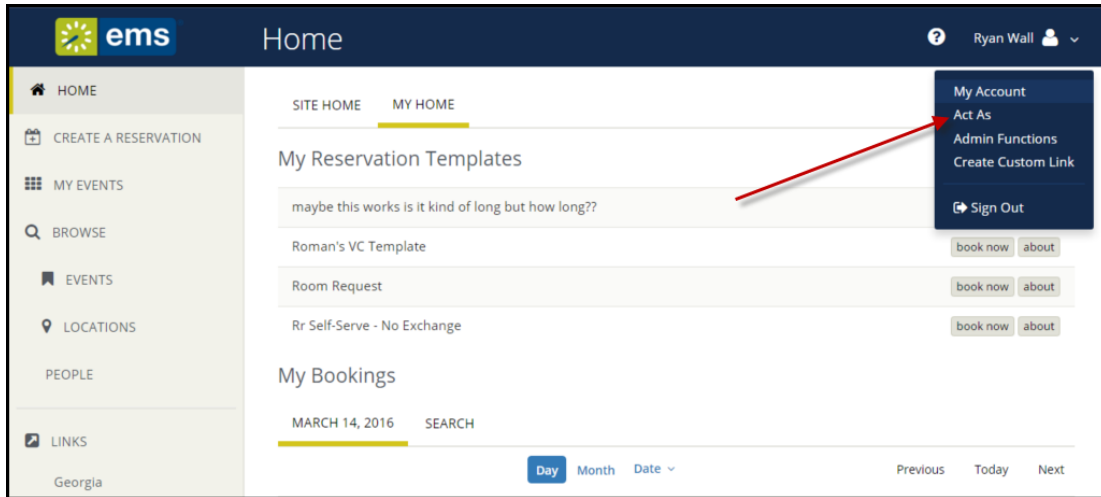 ems
Home
? Ryan Wall
HOME
CREATE A RESERVATION
MY EVENTS
BROWSE
EVENTS
LOCATIONS
PEOPLE
LINKS
Georgia
SITE HOME MY HOME
My Reservation Templates
maybe this works is it kind of long but how long??
Roman's VC Template book now about
Room Request book now about
Rr Self-Serve - No Exchange book now about
My Bookings
MARCH 14, 2016 SEARCH
Day Month Date Previous Today Next
My Account
Act As
Admin Functions
Create Custom Link
Sign Out